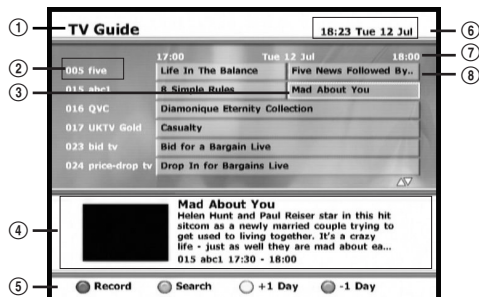 ① TV Guide 18:23 Tue 12 Jul ⑥
17:00 Tue 12 Jul 18:00 ⑦
② 005 five Life In The Balance Five News Followed By.. ⑧
③ 015 abc1 8 Simple Rules Mad About You
016 QVC Diamonique Eternity Collection
017 UKTV Gold Casualty
023 bid tv Bid for a Bargain Live
024 price-drop tv Drop In for Bargains Live
④ Mad About You
Helen Hunt and Paul Reiser star in this hit
sitcom as a newly married couple trying to
get used to living together. It's a crazy
life - just as well they are mad about ea...
015 abc1 17:30 - 18:00
⑤ Record Search +1 Day -1 Day